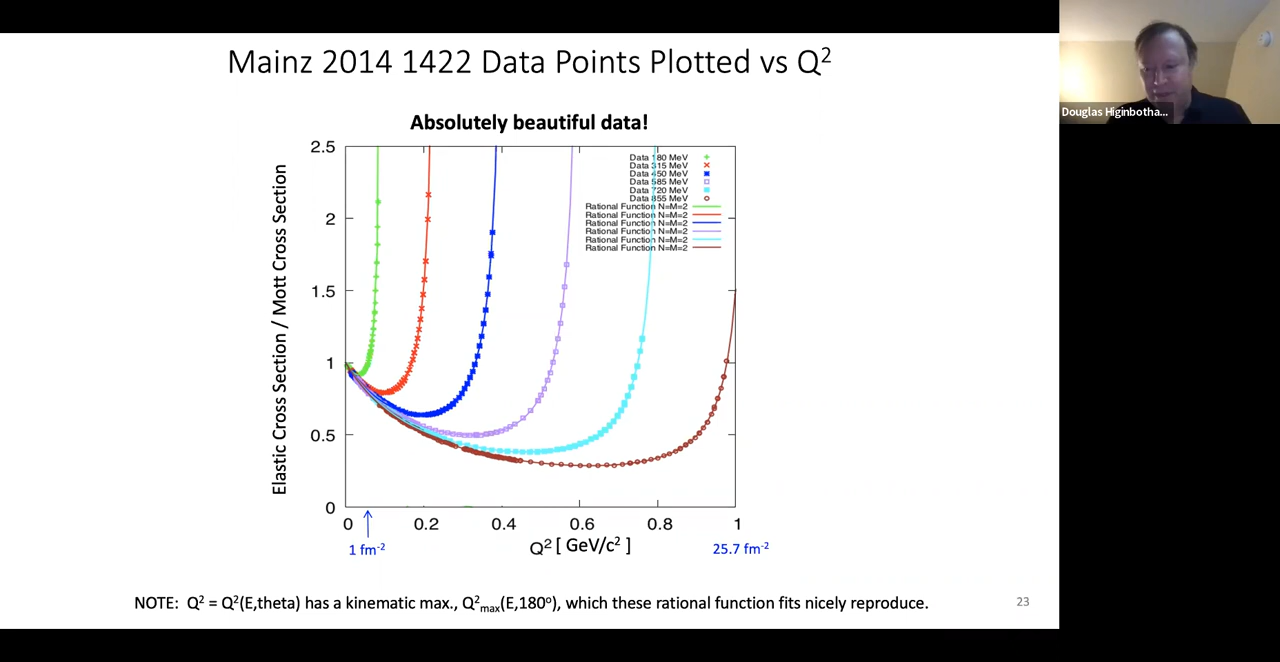 Mainz 2014 1422 Data Points Plotted vs Q²
Douglas Higinbotha...
Absolutely beautiful data!
Elastic Cross Section / Mott Cross Section
2.5
2
1.5
1
0.5
0
Data 180 MeV
Data 315 MeV
Data 450 MeV
Data 585 MeV
Data 720 MeV
Data 855 MeV
Rational Function N=M=2
Rational Function N=M=2
Rational Function N=M=2
Rational Function N=M=2
Rational Function N=M=2
Rational Function N=M=2
0 0.2 0.4 0.6 0.8 1
1 fm⁻² Q² [ GeV/c² ] 25.7 fm⁻²
NOTE: Q² = Q²(E,theta) has a kinematic max., Q²max(E,180º), which these rational function fits nicely reproduce.
23